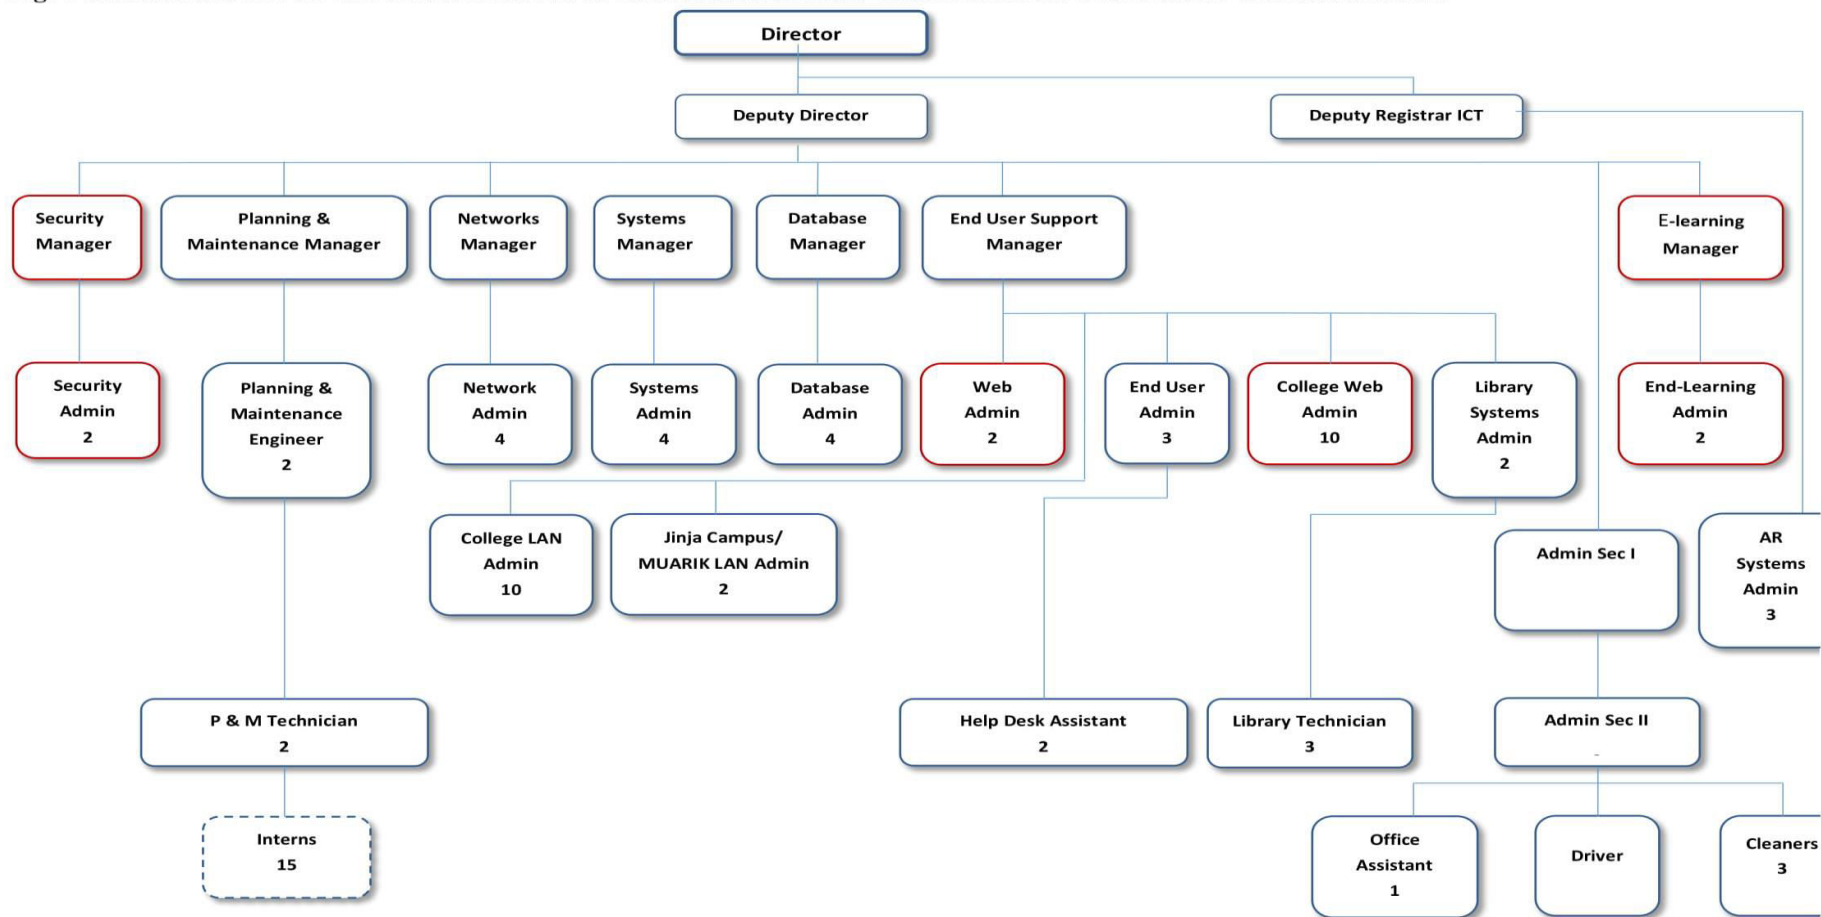 Director
Deputy Director
Deputy Registrar ICT
Security
Manager
Planning &
Maintenance Manager
Networks
Manager
Systems
Manager
Database
Manager
End User Support
Manager
E-learning
Manager
Security
Admin
2
Planning &
Maintenance
Engineer
2
Network
Admin
4
Systems
Admin
4
Database
Admin
4
Web
Admin
2
End User
Admin
3
College Web
Admin
10
Library
Systems
Admin
2
End-Learning
Admin
2
College LAN
Admin
10
Jinja Campus/
MUARIK LAN Admin
2
Admin Sec I
AR
Systems
Admin
3
P & M Technician
2
Help Desk Assistant
2
Library Technician
3
Admin Sec II
Interns
15
Office
Assistant
1
Driver
Cleaners
3